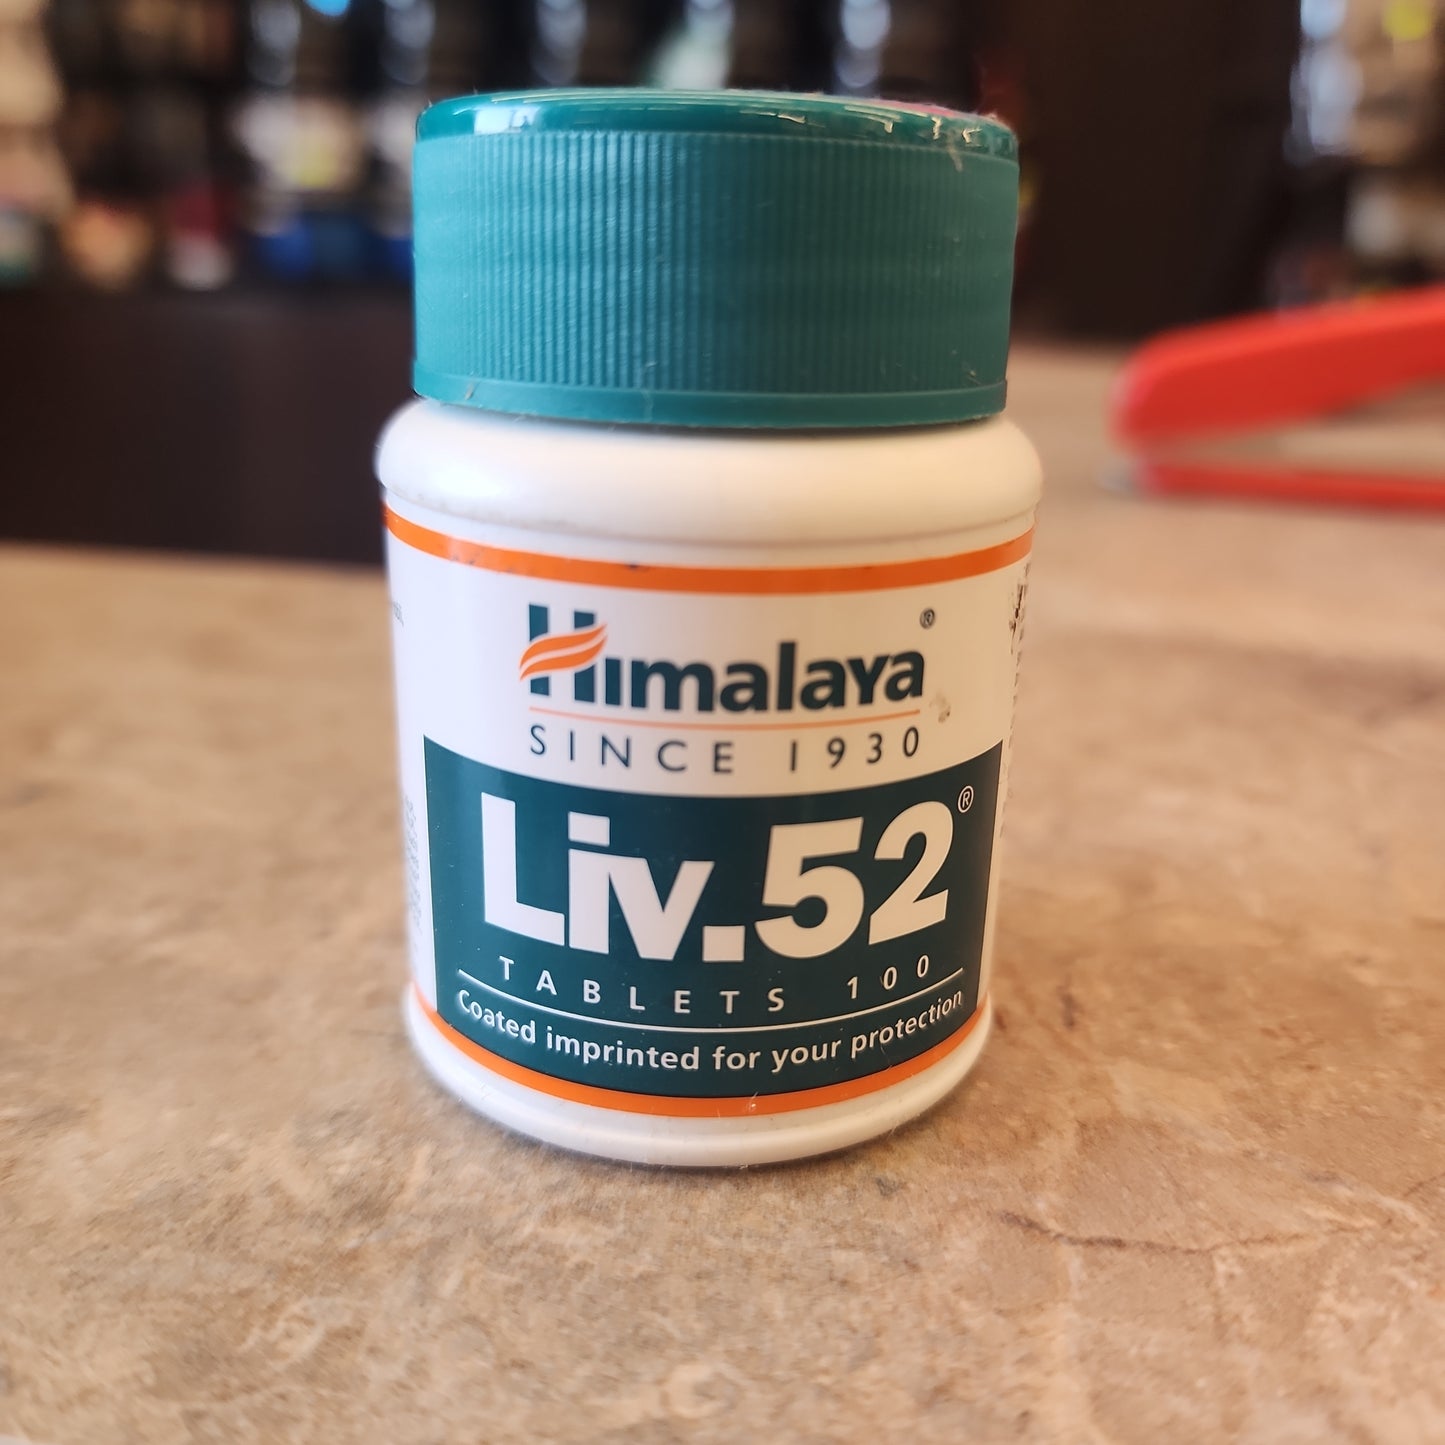 Himalaya®
SINCE 1930
Liv.52®
TABLETS 100
Coated imprinted for your protection